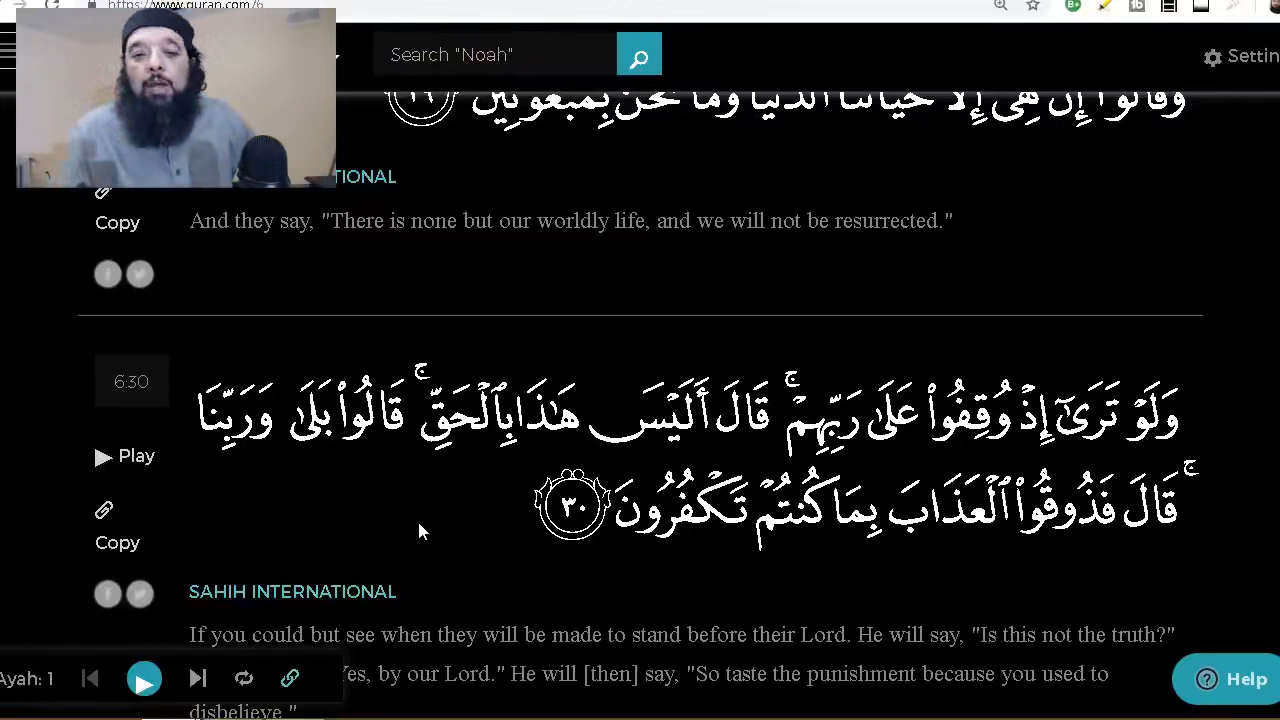 https://www.quran.com/6
Search "Noah"
Settin
وَقَالُوٓا۟ إِنْ هِىَ إِلَّا حَيَاتُنَا ٱلدُّنْيَا وَمَا نَحْنُ بِمَبْعُوثِينَ ٢٩
TIONAL
Copy
And they say, "There is none but our worldly life, and we will not be resurrected."
6:30
وَلَوْ تَرَىٰٓ إِذْ وُقِفُوا۟ عَلَىٰ رَبِّهِمْ ۚ قَالَ أَلَيْسَ هَـٰذَا بِٱلْحَقِّ ۚ قَالُوا۟ بَلَىٰ وَرَبِّنَا
ۚ قَالَ فَذُوقُوا۟ ٱلْعَذَابَ بِمَا كُنتُمْ تَكْفُرُونَ ٣٠
Play
Copy
SAHIH INTERNATIONAL
If you could but see when they will be made to stand before their Lord. He will say, "Is this not the truth?"
Yes, by our Lord." He will [then] say, "So taste the punishment because you used to
disbelieve."
Ayah: 1
Help